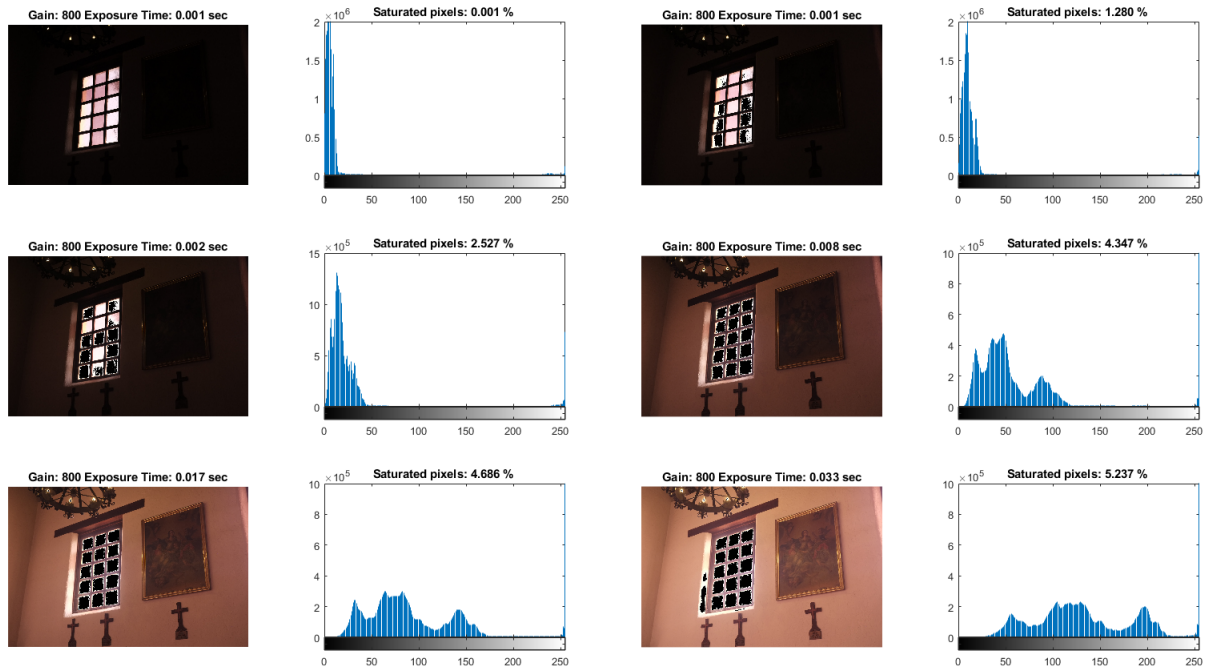 Gain: 800 Exposure Time: 0.001 sec
Saturated pixels: 0.001 %
× 10^6
2
1.5
1
0.5
0
0 50 100 150 200 250
Gain: 800 Exposure Time: 0.001 sec
Saturated pixels: 1.280 %
× 10^6
2
1.5
1
0.5
0
0 50 100 150 200 250
Gain: 800 Exposure Time: 0.002 sec
Saturated pixels: 2.527 %
× 10^5
15
10
5
0
0 50 100 150 200 250
Gain: 800 Exposure Time: 0.008 sec
Saturated pixels: 4.347 %
× 10^5
10
8
6
4
2
0
0 50 100 150 200 250
Gain: 800 Exposure Time: 0.017 sec
Saturated pixels: 4.686 %
× 10^5
10
8
6
4
2
0
0 50 100 150 200 250
Gain: 800 Exposure Time: 0.033 sec
Saturated pixels: 5.237 %
× 10^5
10
8
6
4
2
0
0 50 100 150 200 250